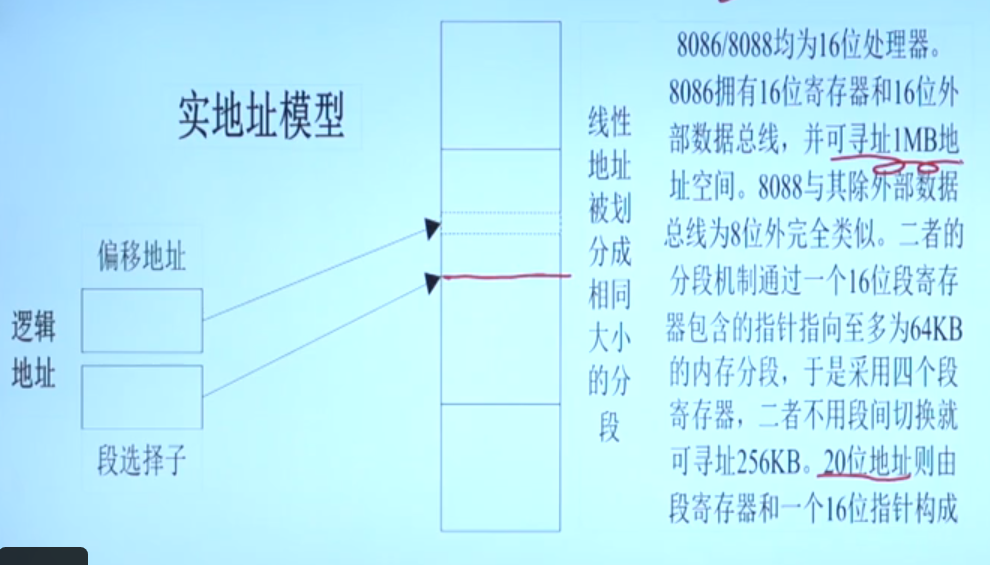 实地址模型
偏移地址
逻辑
地址
段选择子
线性
地址
被划
分成
相同
大小
的分
段
8086/8088均为16位处理器。
8086拥有16位寄存器和16位外
部数据总线，并可寻址1MB地
址空间。8088与其除外部数据
总线为8位外完全类似。二者的
分段机制通过一个16位段寄存
器包含的指针指向至多为64KB
的内存分段，于是采用四个段
寄存器，二者不用段间切换就
可寻址256KB。20位地址则由
段寄存器和一个16位指针构成